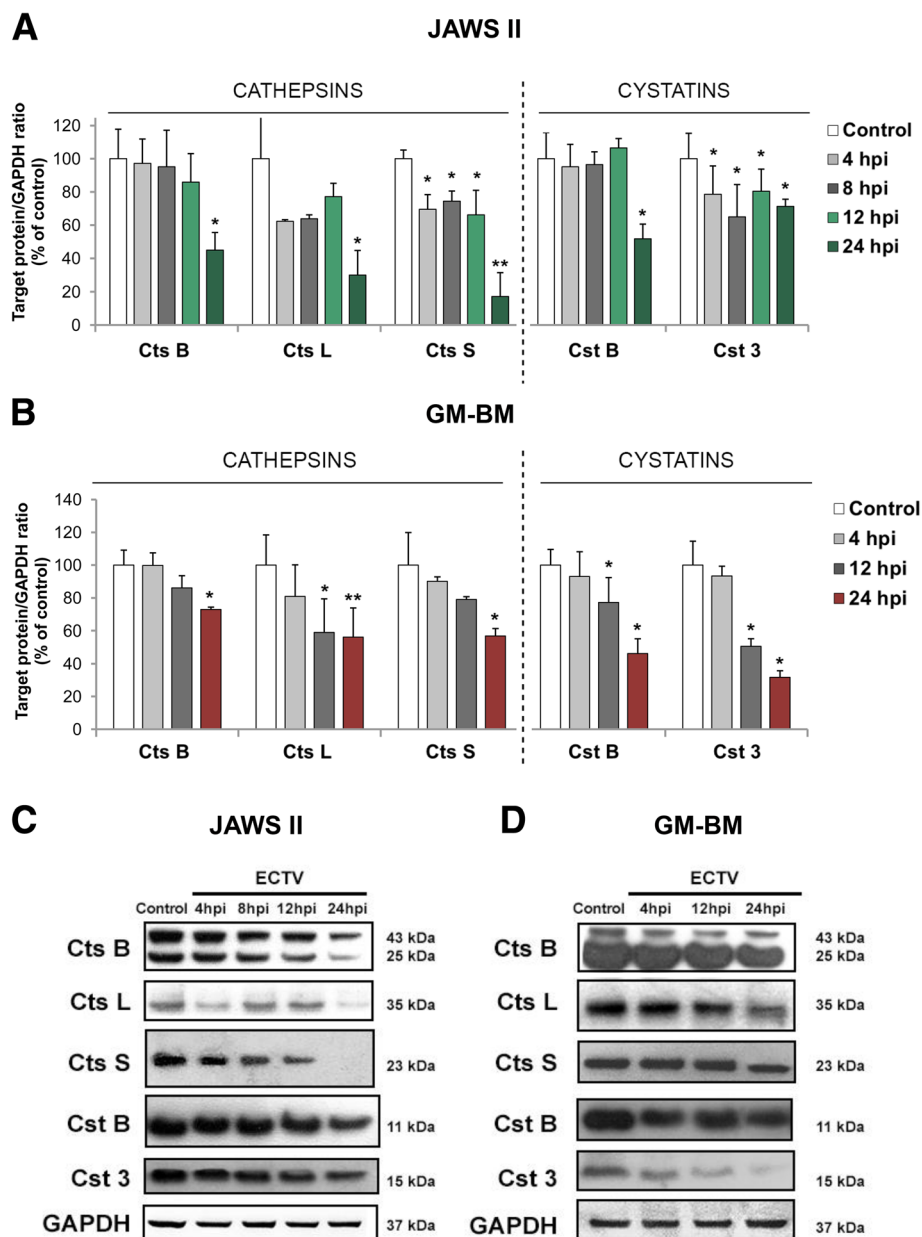 A
JAWS II
CATHEPSINS
CYSTATINS
Target protein/GAPDH ratio
(% of control)
120
100
80
60
40
20
0
* * * * * ** * * * * *
Control
4 hpi
8 hpi
12 hpi
24 hpi
Cts B Cts L Cts S Cst B Cst 3
B
GM-BM
CATHEPSINS
CYSTATINS
Target protein/GAPDH ratio
(% of control)
140
120
100
80
60
40
20
0
* * ** * * * * *
Control
4 hpi
12 hpi
24 hpi
Cts B Cts L Cts S Cst B Cst 3
C
JAWS II
ECTV
Control 4hpi 8hpi 12hpi 24hpi
Cts B 43 kDa
25 kDa
Cts L 35 kDa
Cts S 23 kDa
Cst B 11 kDa
Cst 3 15 kDa
GAPDH 37 kDa
D
GM-BM
ECTV
Control 4hpi 12hpi 24hpi
Cts B 43 kDa
25 kDa
Cts L 35 kDa
Cts S 23 kDa
Cst B 11 kDa
Cst 3 15 kDa
GAPDH 37 kDa